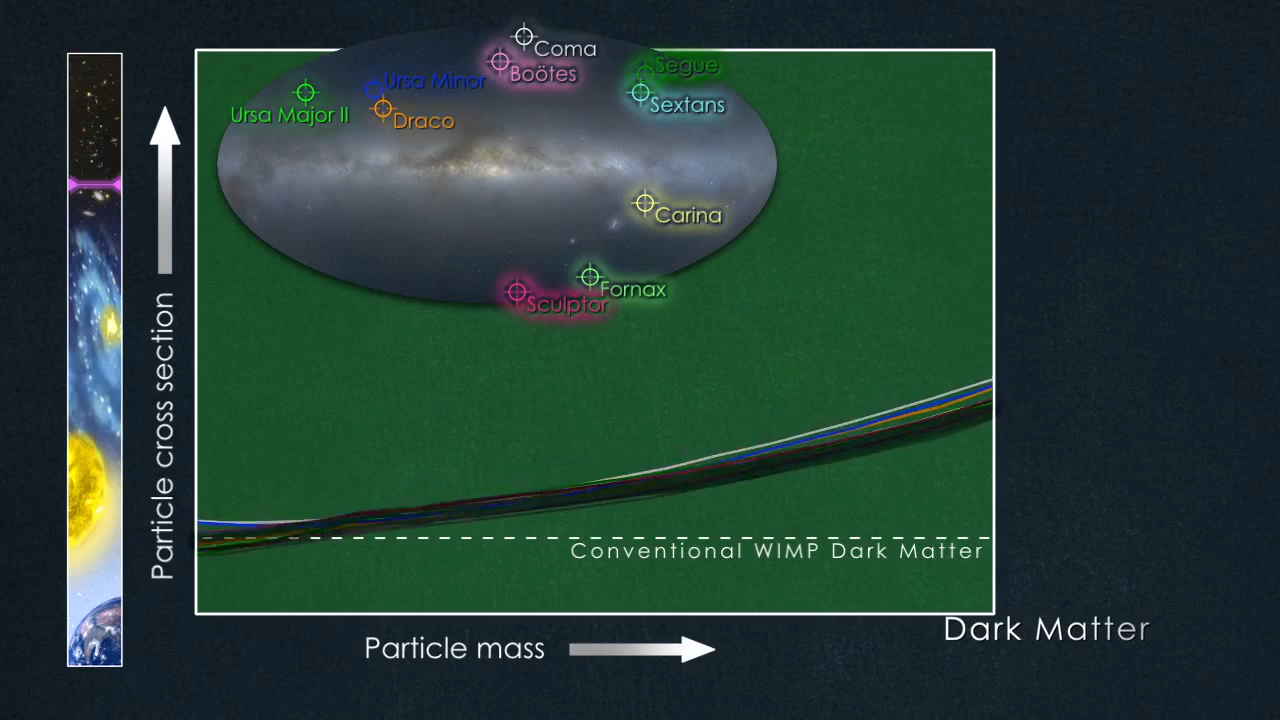 Coma
Boötes
Segue
Ursa Minor
Sextans
Ursa Major II
Draco
Carina
Fornax
Sculptor
Particle cross section
Conventional WIMP Dark Matter
Dark Matter
Particle mass